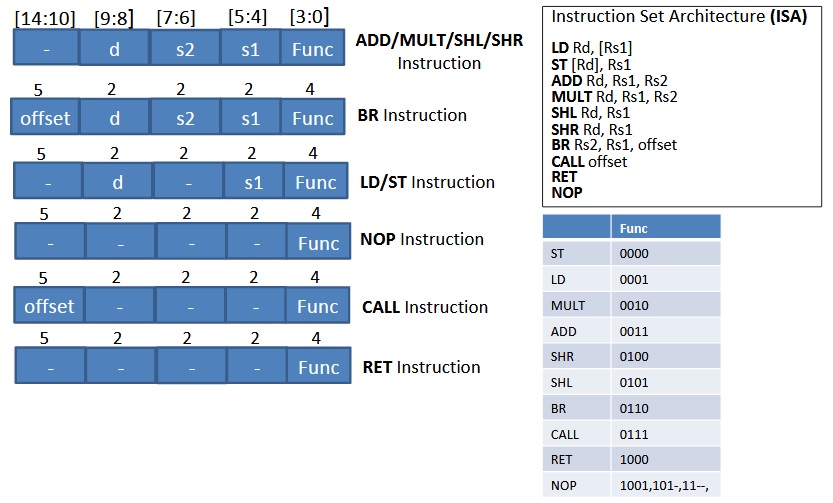 [14:10] [9:8] [7:6] [5:4] [3:0]
- d s2 s1 Func
ADD/MULT/SHL/SHR
Instruction
5 2 2 2 4
offset d s2 s1 Func
BR Instruction
5 2 2 2 4
- d - s1 Func
LD/ST Instruction
5 2 2 2 4
- - - - Func
NOP Instruction
5 2 2 2 4
offset - - - Func
CALL Instruction
5 2 2 2 4
- - - - Func
RET Instruction
Instruction Set Architecture (ISA)
LD Rd, [Rs1]
ST [Rd], Rs1
ADD Rd, Rs1, Rs2
MULT Rd, Rs1, Rs2
SHL Rd, Rs1
SHR Rd, Rs1
BR Rs2, Rs1, offset
CALL offset
RET
NOP
Func
ST 0000
LD 0001
MULT 0010
ADD 0011
SHR 0100
SHL 0101
BR 0110
CALL 0111
RET 1000
NOP 1001,101-,11--,